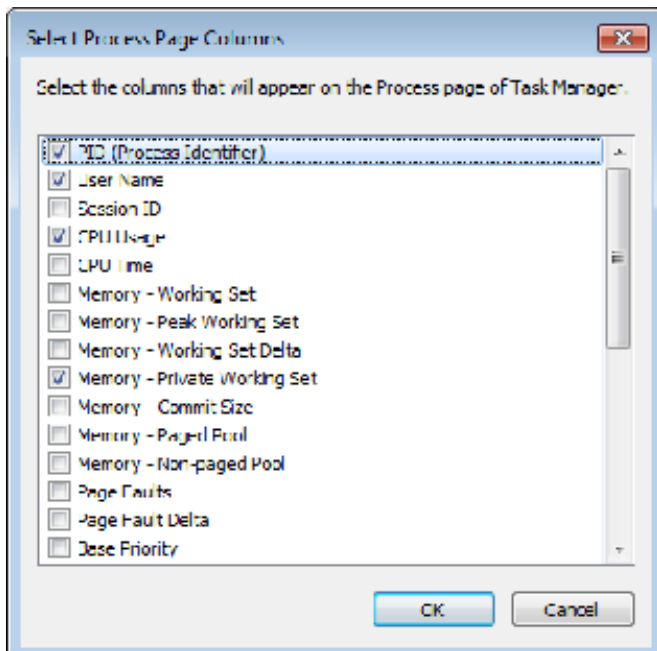 Select Process Page Columns
Select the columns that will appear on the Process page of Task Manager.
PID (Process Identifier)
User Name
Session ID
CPU Usage
CPU Time
Memory - Working Set
Memory - Peak Working Set
Memory - Working Set Delta
Memory - Private Working Set
Memory - Commit Size
Memory - Paged Pool
Memory - Non-paged Pool
Page Faults
Page Fault Delta
Base Priority
OK Cancel